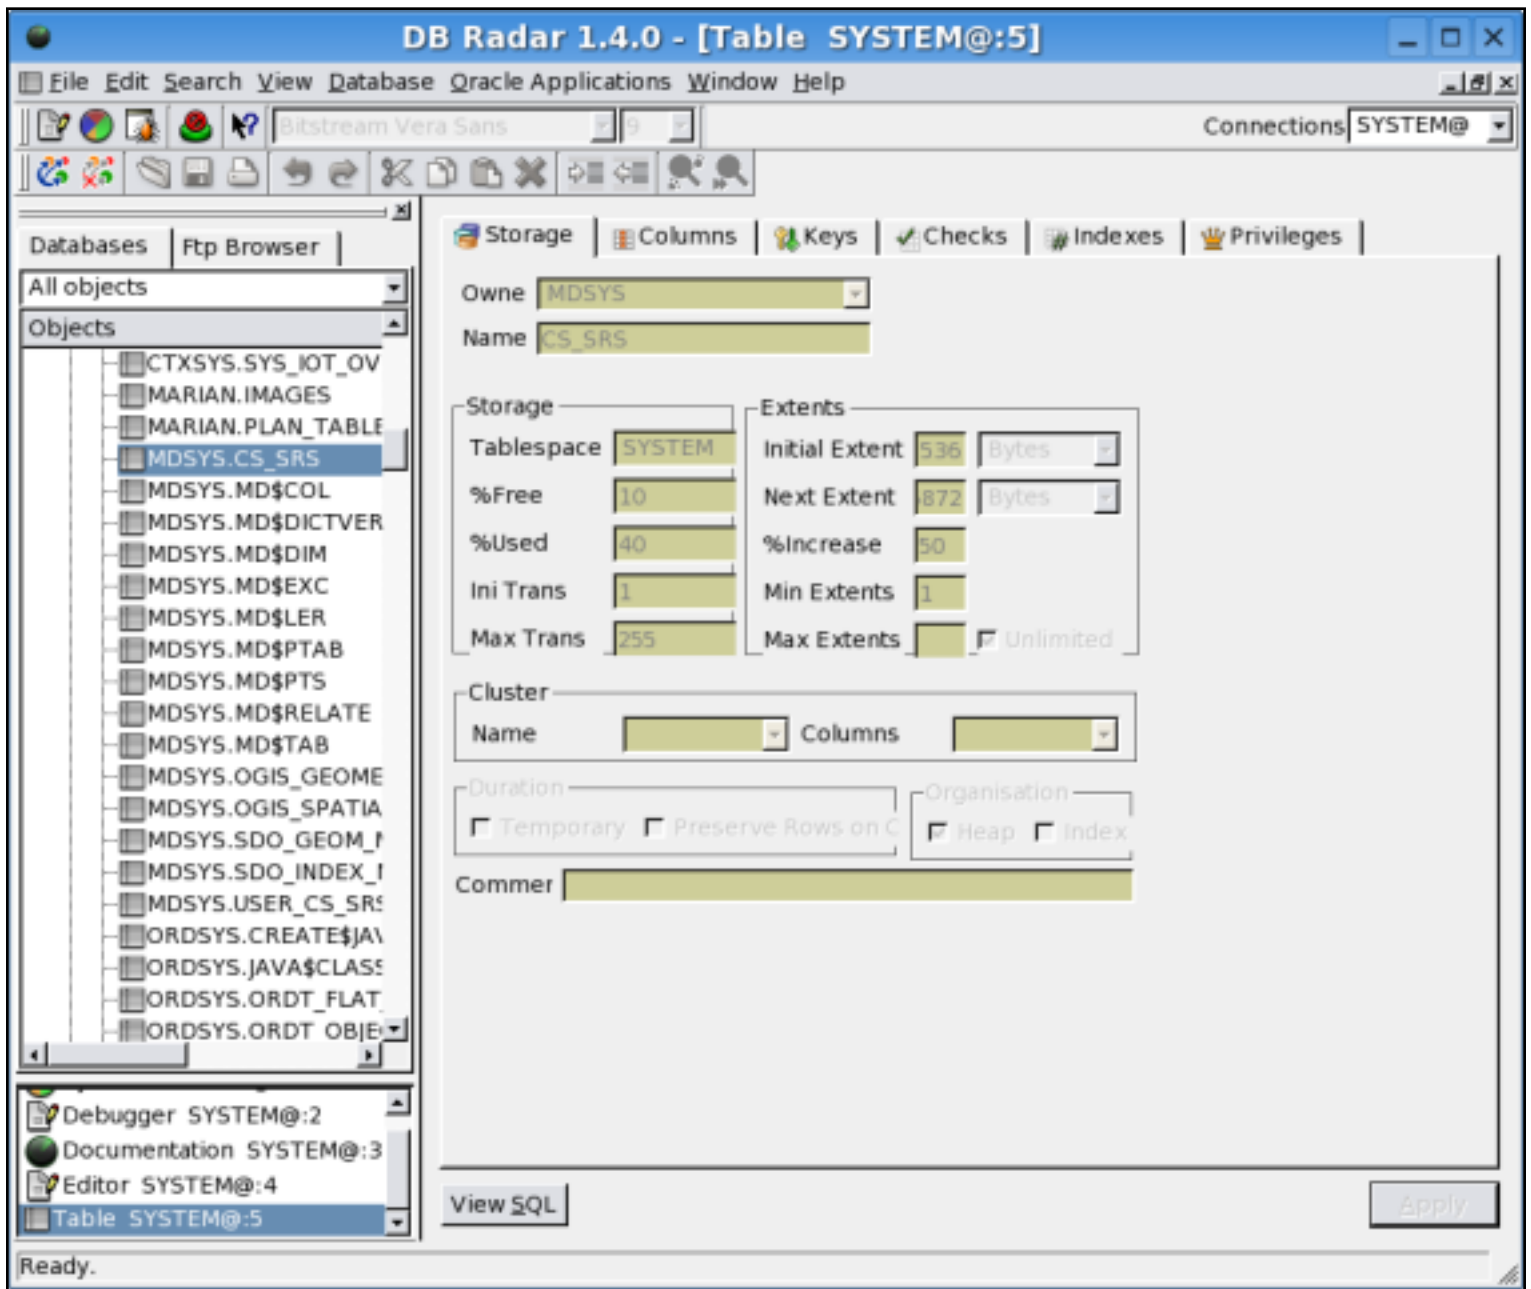 DB Radar 1.4.0 - [Table SYSTEM@:5]
File Edit Search View Database Oracle Applications Window Help
Bitstream Vera Sans 9 Connections SYSTEM@
Databases Ftp Browser
All objects
Objects
CTXSYS.SYS_IOT_OV
MARIAN.IMAGES
MARIAN.PLAN_TABLE
MDSYS.CS_SRS
MDSYS.MD$COL
MDSYS.MD$DICTVER
MDSYS.MD$DIM
MDSYS.MD$EXC
MDSYS.MD$LER
MDSYS.MD$PTAB
MDSYS.MD$PTS
MDSYS.MD$RELATE
MDSYS.MD$TAB
MDSYS.OGIS_GEOME
MDSYS.OGIS_SPATIA
MDSYS.SDO_GEOM_
MDSYS.SDO_INDEX_
MDSYS.USER_CS_SRS
ORDSYS.CREATE$JAV
ORDSYS.JAVA$CLASS
ORDSYS.ORDT_FLAT_
ORDSYS.ORDT_OBJE
Debugger SYSTEM@:2
Documentation SYSTEM@:3
Editor SYSTEM@:4
Table SYSTEM@:5
Storage Columns Keys Checks Indexes Privileges
Owne MDSYS
Name CS_SRS
Storage
Tablespace SYSTEM
%Free 10
%Used 40
Ini Trans 1
Max Trans 255
Extents
Initial Extent 536 Bytes
Next Extent 872 Bytes
%Increase 50
Min Extents 1
Max Extents Unlimited
Cluster
Name Columns
Duration
Temporary Preserve Rows on C
Organisation
Heap Index
Commer
View SQL Apply
Ready.